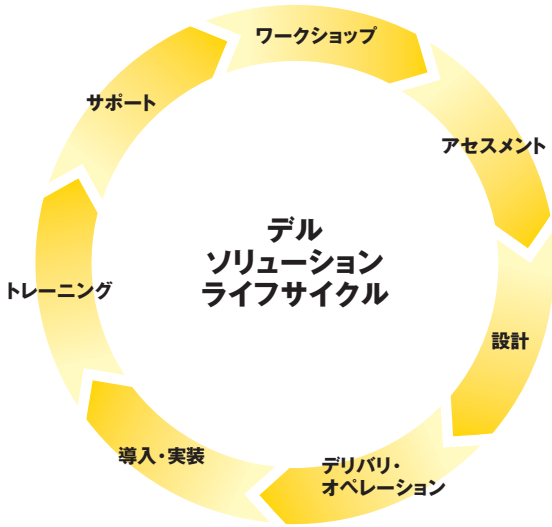 ワークショップ
アセスメント
設計
デリバリ・
オペレーション
導入・実装
トレーニング
サポート
デル
ソリューション
ライフサイクル